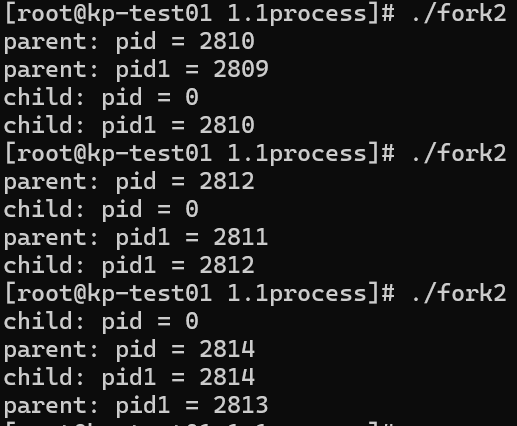 [root@kp-test01 1.1process]# ./fork2
parent: pid = 2810
parent: pid1 = 2809
child: pid = 0
child: pid1 = 2810
[root@kp-test01 1.1process]# ./fork2
parent: pid = 2812
child: pid = 0
parent: pid1 = 2811
child: pid1 = 2812
[root@kp-test01 1.1process]# ./fork2
child: pid = 0
parent: pid = 2814
child: pid1 = 2814
parent: pid1 = 2813